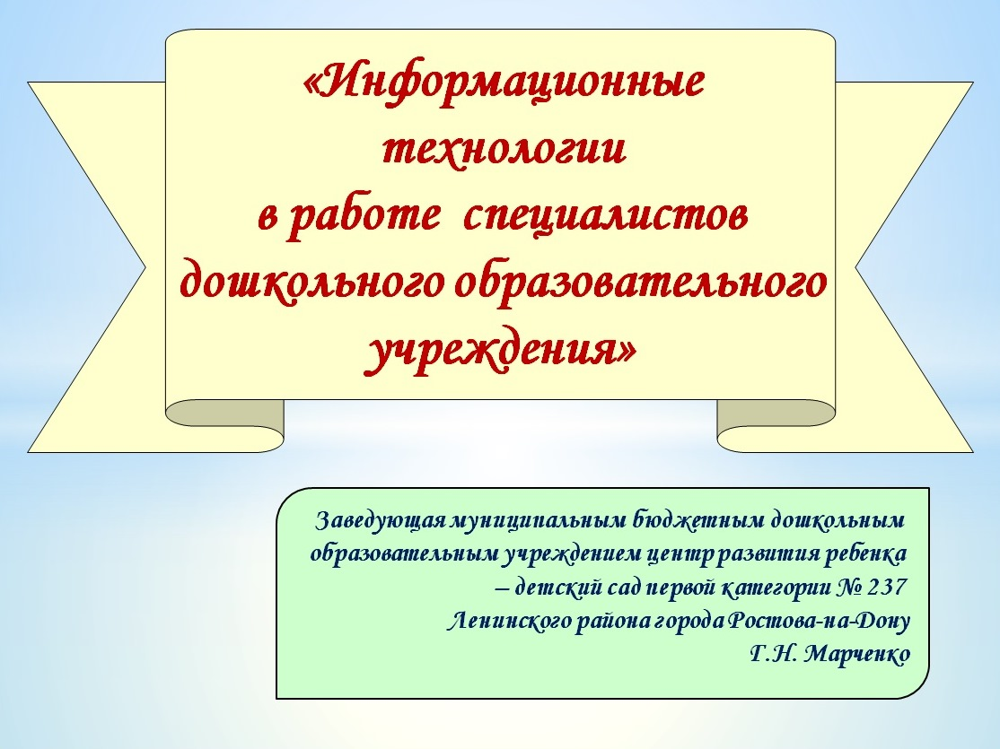 «Информационные
технологии
в работе специалистов
дошкольного образовательного
учреждения»
Заведующая муниципальным бюджетным дошкольным
образовательным учреждением центр развития ребенка
– детский сад первой категории № 237
Ленинского района города Ростова-на-Дону
Г.Н. Марченко